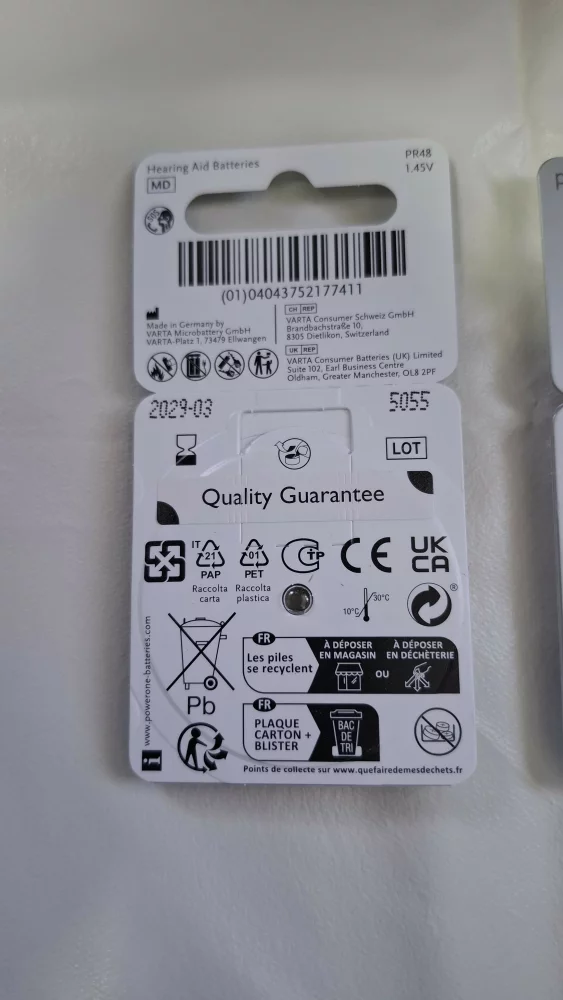 Hearing Aid Batteries
PR48
1.45V
MD
(01)04043752177411
Made in Germany by
VARTA Microbattery GmbH
VARTA-Platz 1, 73479 Ellwangen
CH REP
VARTA Consumer Schweiz GmbH
Brandbachstraße 10,
8305 Dietlikon, Switzerland
UK REP
VARTA Consumer Batteries (UK) Limited
Suite 102, Earl Business Centre
Oldham, Greater Manchester, OL8 2PF
2029-03
5055
LOT
Quality Guarantee
IT
21
PAP
Raccolta
carta
01
PET
Raccolta
plastica
CE
UK
CA
10°C
30°C
®
www.powerone-batteries.com
Pb
FR
Les piles
se recyclent
À DÉPOSER
EN MAGASIN
OU
À DÉPOSER
EN DÉCHÈTERIE
FR
PLAQUE
CARTON +
BLISTER
BAC
DE
TRI
Points de collecte sur www.quefairedemesdechets.fr